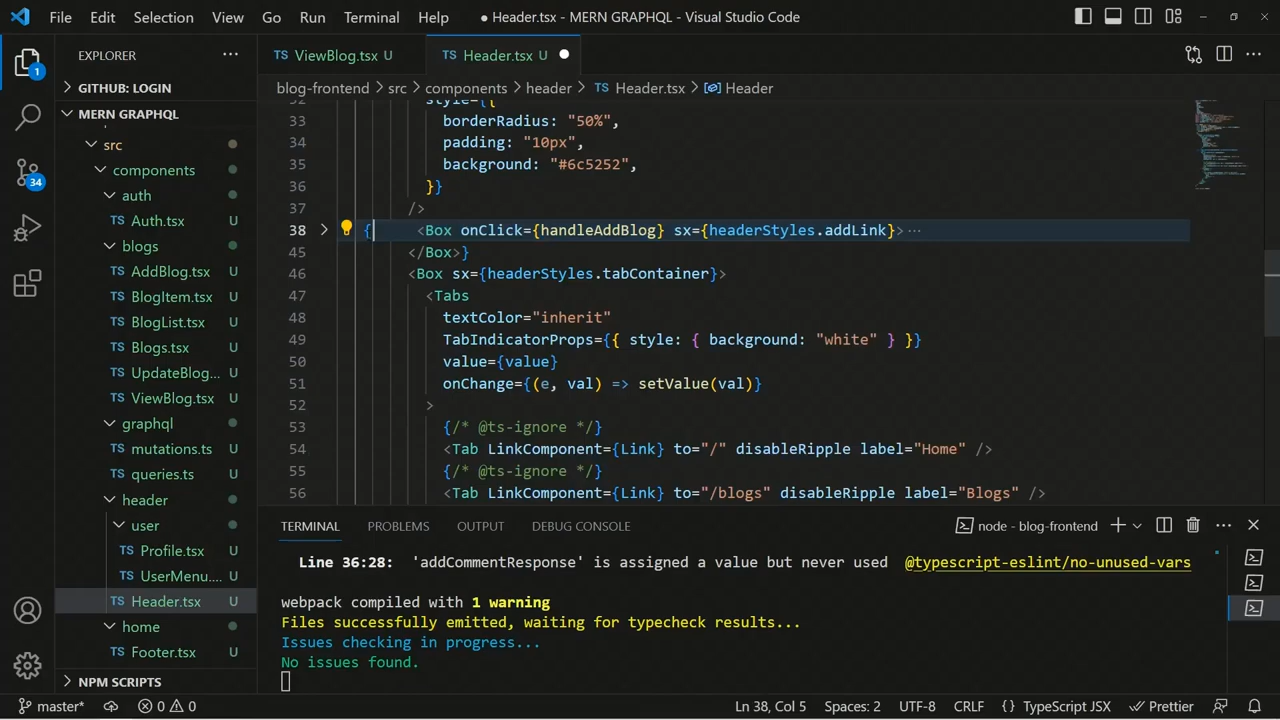 File Edit Selection View Go Run Terminal Help
● Header.tsx - MERN GRAPHQL - Visual Studio Code
EXPLORER
TS ViewBlog.tsx U
TS Header.tsx U
GITHUB: LOGIN
MERN GRAPHQL
blog-frontend > src > components > header > TS Header.tsx > Header
src
components
auth
TS Auth.tsx U
blogs
TS AddBlog.tsx U
TS BlogItem.tsx U
TS BlogList.tsx U
TS Blogs.tsx U
TS UpdateBlog... U
TS ViewBlog.tsx U
graphql
TS mutations.ts U
TS queries.ts U
header
user
TS Profile.tsx U
TS UserMenu.... U
TS Header.tsx U
home
TS Footer.tsx U
NPM SCRIPTS
1
34
32 style={{
33 borderRadius: "50%",
34 padding: "10px",
35 background: "#6c5252",
36 }}
37 />
38 { <Box onClick={handleAddBlog} sx={headerStyles.addLink}>···
45 </Box>}
46 <Box sx={headerStyles.tabContainer>
47 <Tabs
48 textColor="inherit"
49 TabIndicatorProps={{ style: { background: "white" } }}
50 value={value}
51 onChange={(e, val) => setValue(val)}
52 >
53 {/* @ts-ignore */}
54 <Tab LinkComponent={Link} to="/" disableRipple label="Home" />
55 {/* @ts-ignore */}
56 <Tab LinkComponent={Link} to="/blogs" disableRipple label="Blogs" />
TERMINAL PROBLEMS OUTPUT DEBUG CONSOLE
node - blog-frontend
Line 36:28: 'addCommentResponse' is assigned a value but never used @typescript-eslint/no-unused-vars
webpack compiled with 1 warning
Files successfully emitted, waiting for typecheck results...
Issues checking in progress...
No issues found.
master* 0 0
Ln 38, Col 5 Spaces: 2 UTF-8 CRLF {} TypeScript JSX Prettier